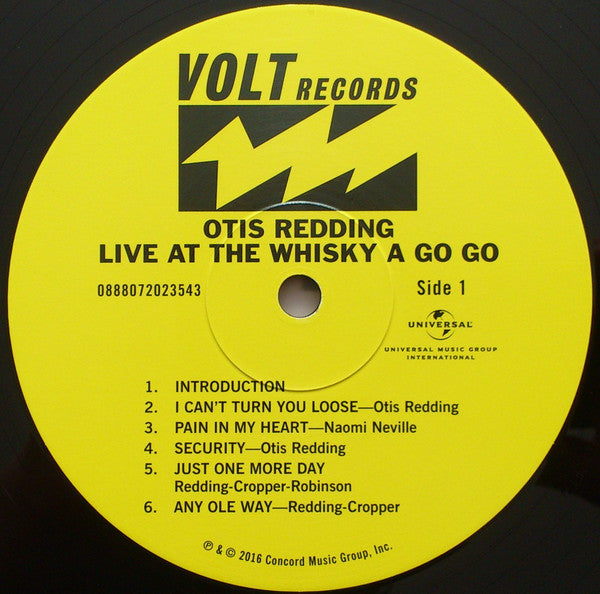 VOLT RECORDS
OTIS REDDING
LIVE AT THE WHISKY A GO GO
0888072023543 Side 1
UNIVERSAL
UNIVERSAL MUSIC GROUP
INTERNATIONAL
1. INTRODUCTION
2. I CAN'T TURN YOU LOOSE—Otis Redding
3. PAIN IN MY HEART—Naomi Neville
4. SECURITY—Otis Redding
5. JUST ONE MORE DAY
Redding-Cropper-Robinson
6. ANY OLE WAY—Redding-Cropper
℗ & © 2016 Concord Music Group, Inc.